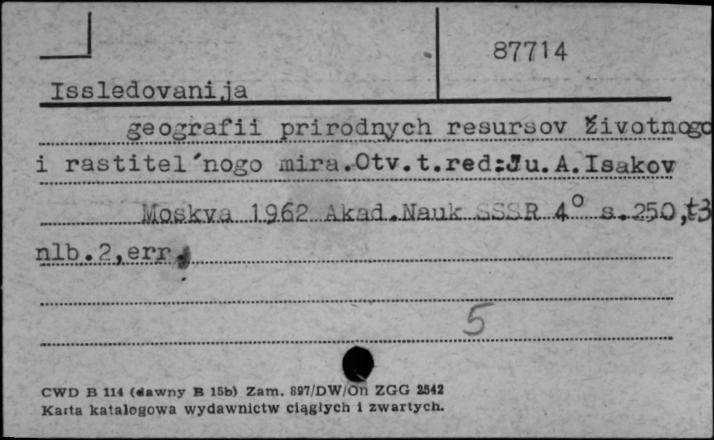 87714
Issledovanija
geografii prirodnych resursov životnogo
i rastitel'nogo mira.Otv.t.red:Ju.A.Isakov
Moskva 1962 Akad.Nauk SSSR 4° s.250,t3
nlb.2,err.
5
CWD B 114 (dawny B 15b) Zam. 897/DW/On ZGG 2542
Karta katalogowa wydawnictw ciągłych i zwartych.